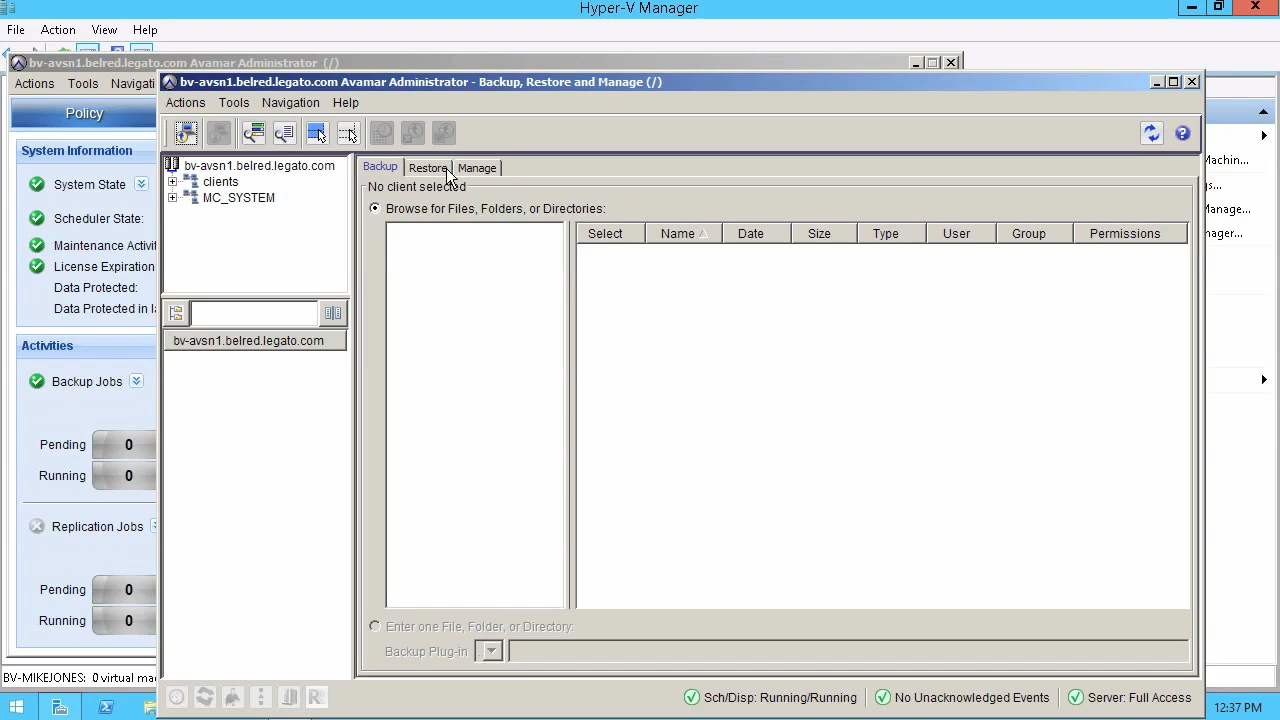 Hyper-V Manager
File Action View Help
bv-avsn1.belred.legato.com Avamar Administrator (/)
Actions Tools Navigati
bv-avsn1.belred.legato.com Avamar Administrator - Backup, Restore and Manage (/)
Actions Tools Navigation Help
Policy
System Information
System State
Scheduler State:
Maintenance Activi
License Expiration
Data Protected:
Data Protected in l
Activities
Backup Jobs
Pending 0
Running 0
Replication Jobs
Pending 0
Running 0
BV-MIKEJONES: 0 virtual ma
bv-avsn1.belred.legato.com
clients
MC_SYSTEM
bv-avsn1.belred.legato.com
Backup Restore Manage
No client selected
Browse for Files, Folders, or Directories:
Select Name Date Size Type User Group Permissions
Enter one File, Folder, or Directory:
Backup Plug-in
Sch/Disp: Running/Running No Unacknowledged Events Server: Full Access
Machin...
gs...
Manage...
nager...
12:37 PM